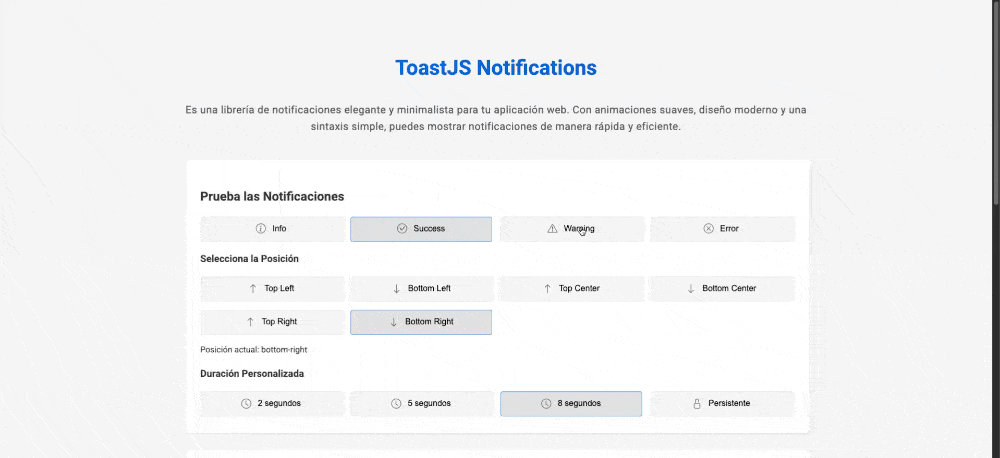 ToastJS Notifications
Es una librería de notificaciones elegante y minimalista para tu aplicación web. Con animaciones suaves, diseño moderno y una
sintaxis simple, puedes mostrar notificaciones de manera rápida y eficiente.
Prueba las Notificaciones
Info Success Warning Error
Selecciona la Posición
Top Left Bottom Left Top Center Bottom Center
Top Right Bottom Right
Posición actual: bottom-right
Duración Personalizada
2 segundos 5 segundos 8 segundos Persistente